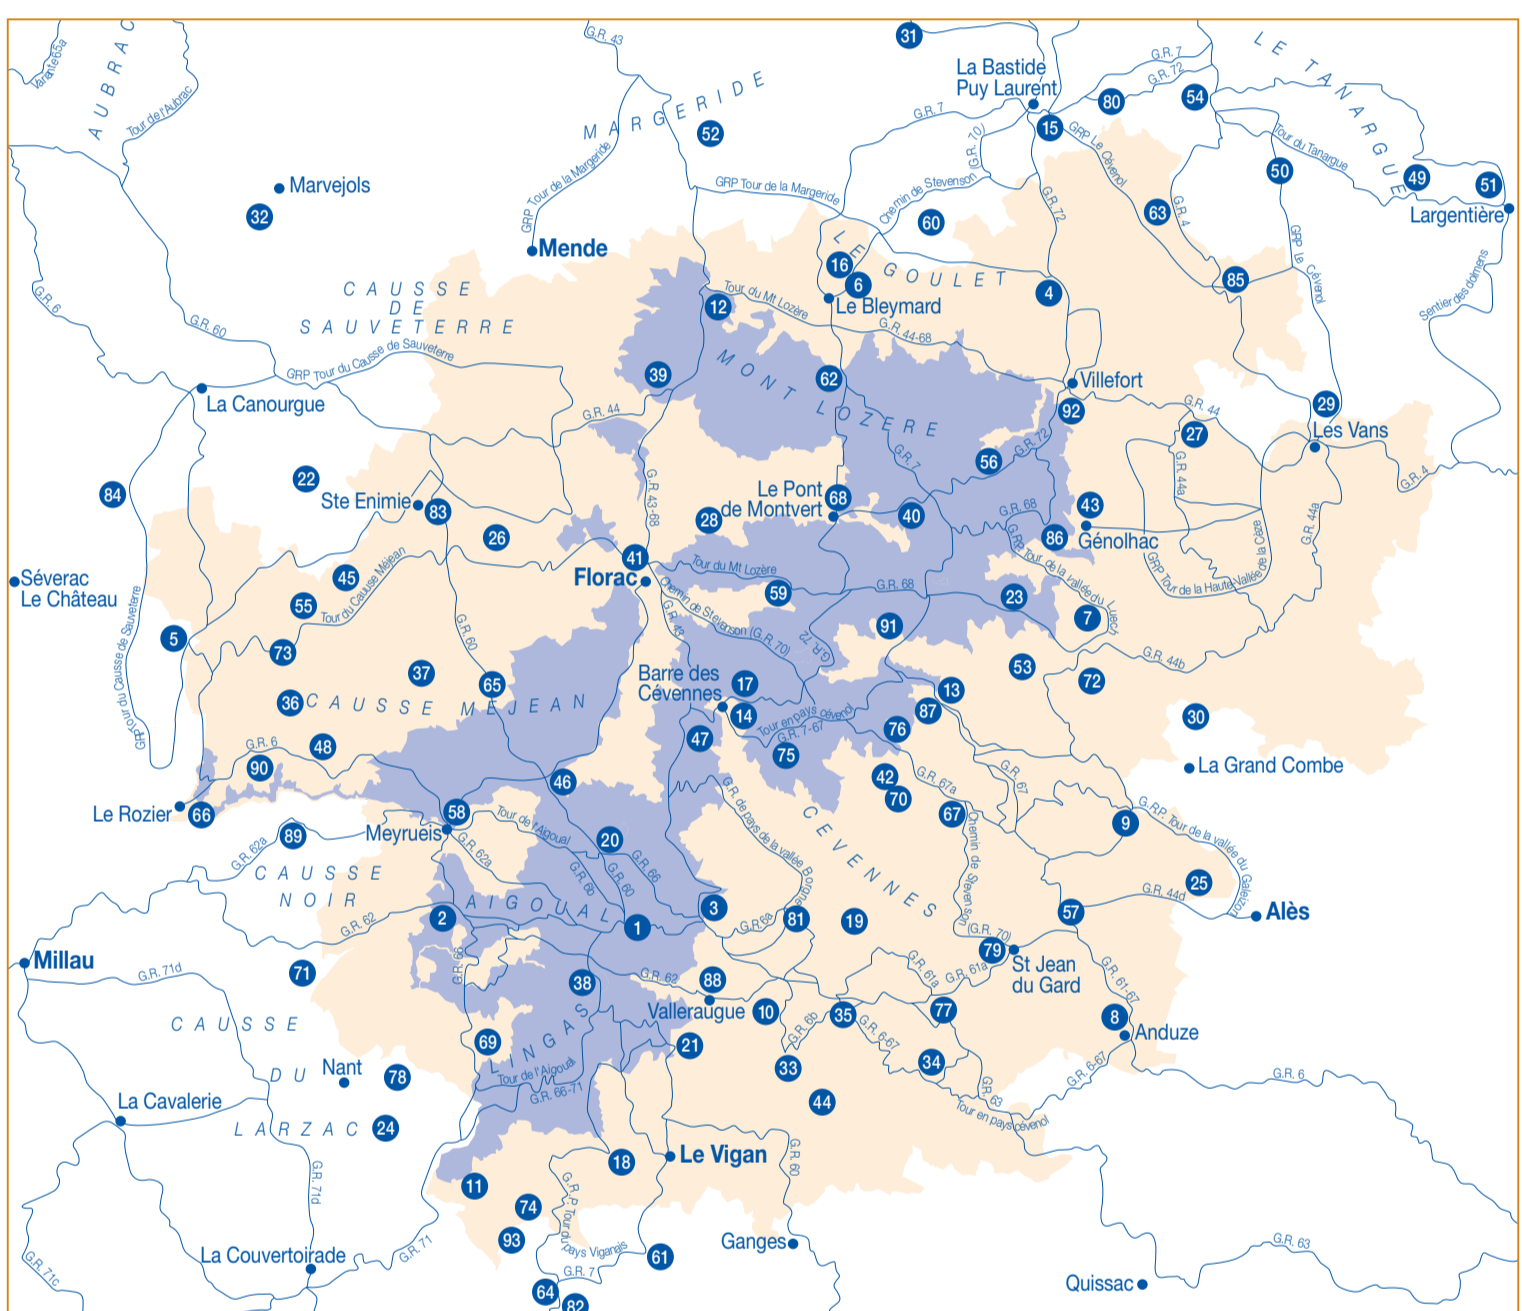 G.R. 43
31
LE TANARGUE
Variante 65a
AUBRAC
G.R. 7
La Bastide
Puy Laurent
G.R. 72
MARGERIDE
Tour de l'Aubrac
80
54
52
G.R. 7
15
(G.R. 70)
GRP Le Cévenol
Tour du Tanargue
GRP Tour de la Margeride
50
49
51
Marvejols
GRP Tour de la Margeride
Chemin de Stevenson
G.R. 72
G.R. 4
Largentière
32
60
63
Mende
LE GOULET
16
GRP Le Cévenol
CAUSSE
DE
SAUVETERRE
6
4
85
G.R. 6
12
Tour du Mt Lozère
Le Bleymard
Sentier des dolmens
G.R. 60
G.R. 44-68
GRP Tour du Causse de Sauveterre
MONT LOZERE
39
62
Villefort
La Canourgue
G.R. 44
92
G.R. 44
29
27
Les Vans
G.R. 7
G.R. 72
56
G.R. 44a
G.R. 4
22
84
G.R. 43-68
Le Pont
de Montvert
68
Ste Enimie
83
28
40
G.R. 68
43
Génolhac
G.R. 44a
26
86
GRP Tour de la vallée du Luech
GRP Tour de la Haute Vallée de la Cèze
41
Florac
Tour du Mt Lozère
Séverac
Le Château
45
Tour du Causse Méjean
55
59
G.R. 68
23
7
Chemin de Stevenson (G.R. 70)
G.R. 43
G.R. 72
91
5
73
G.R. 60
GRP Tour du Causse de Sauveterre
G.R. 44b
53
72
37
65
Barre des
Cévennes
17
13
36
CAUSSE MEJEAN
14
87
30
Tour en pays cévenol
G.R. 7-67
76
47
48
G.R. 6
75
90
46
42
G.R. 67a
G.R. 67
La Grand Combe
70
Le Rozier
66
58
Meyrueis
Tour de l'Aigoual
G.R. de pays de la vallée Borgne
CEVENNES
67
9
G.R.P. Tour de la vallée du Galeizon
89
G.R. 62a
G.R. 62a
20
G.R. 66
G.R. 6b
G.R. 60
Chemin de Stevenson
(G.R. 70)
CAUSSE
NOIR
25
G.R. 44d
AIGOUAL
2
1
3
G.R. 6a
81
19
57
Alès
G.R. 62
Millau
G.R. 71d
71
G.R. 66
38
G.R. 62
88
79
St Jean
du Gard
G.R. 61a
G.R. 61a
G.R. 61-67
Valleraugue
10
35
77
8
Anduze
CAUSSE
DU
LARZAC
69
LINGAS
21
G.R. 6b
G.R. 6-67
33
34
G.R. 6-67
Nant
78
Tour de l'Aigoual
G.R. 66-71
G.R. 63
G.R. 6
La Cavalerie
44
Tour en pays cévenol
24
Le Vigan
18
G.R. 60
G.R. 71d
11
74
G.R.P. Tour du pays Viganais
93
La Couvertoirade
G.R. 71
61
Ganges
G.R. 63
G.R. 7
G.R. 71c
64
Quissac
82